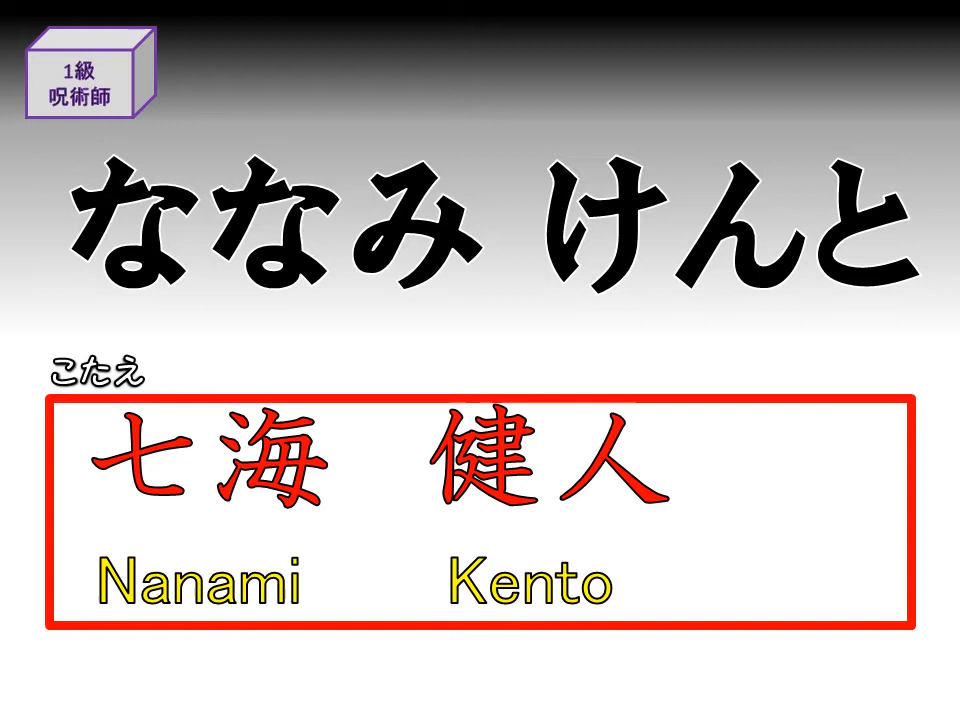 1級
呪術師
ななみ けんと
こたえ
七海 健人
Nanami Kento